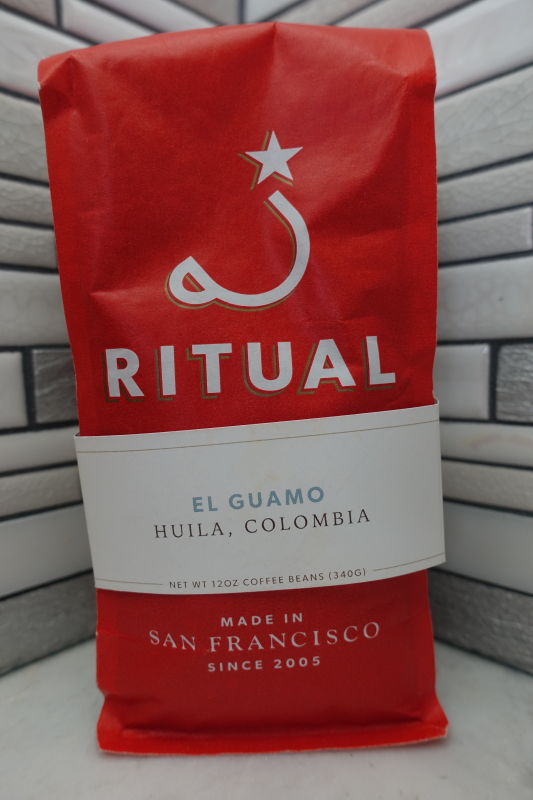 RITUAL
EL GUAMO
HUILA, COLOMBIA
NET WT 12OZ COFFEE BEANS (340G)
MADE IN
SAN FRANCISCO
SINCE 2005